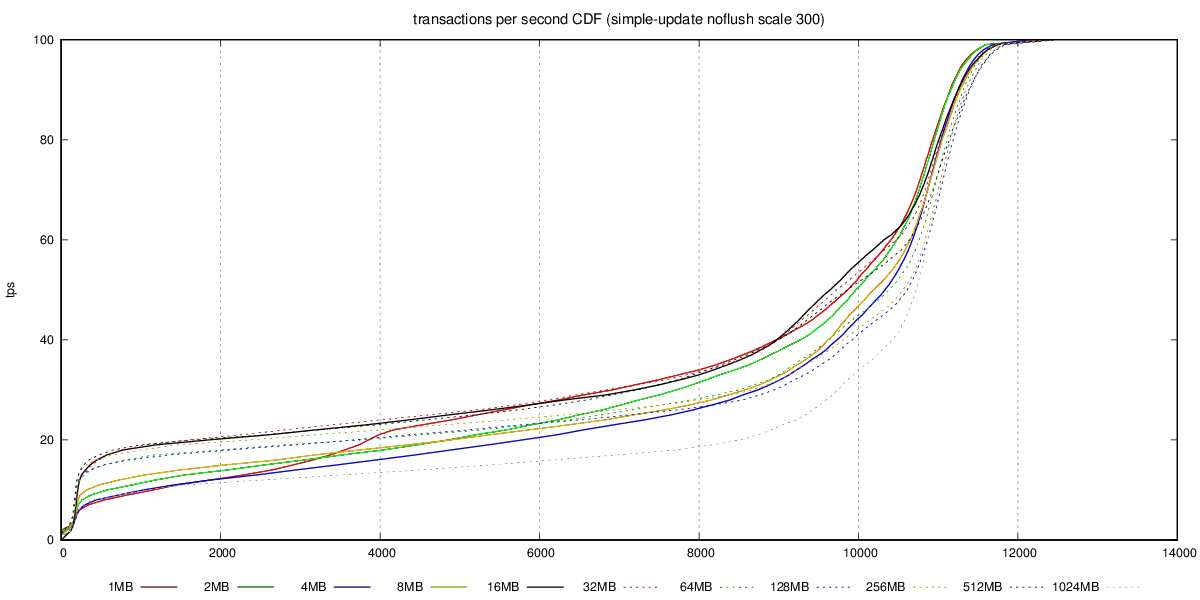 transactions per second CDF (simple-update noflush scale 300)
100
80
60
40
20
0
tps
0 2000 4000 6000 8000 10000 12000 14000
1MB 2MB 4MB 8MB 16MB 32MB 64MB 128MB 256MB 512MB 1024MB